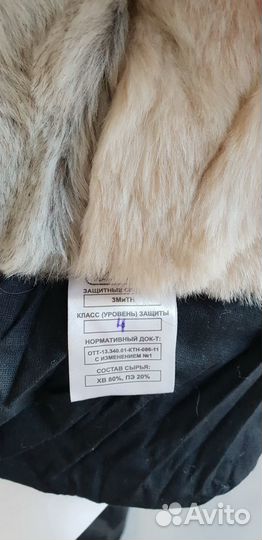 ЗАЩИТНЫЕ
ЗМиТН
КЛАСС (УРОВЕНЬ) ЗАЩИТЫ
4
НОРМАТИВНЫЙ ДОК-Т:
ОТТ-13.340.01-КТН-086-11
С ИЗМЕНЕНИЕМ №1
СОСТАВ СЫРЬЯ:
ХВ 80%, ПЭ 20%
Avito